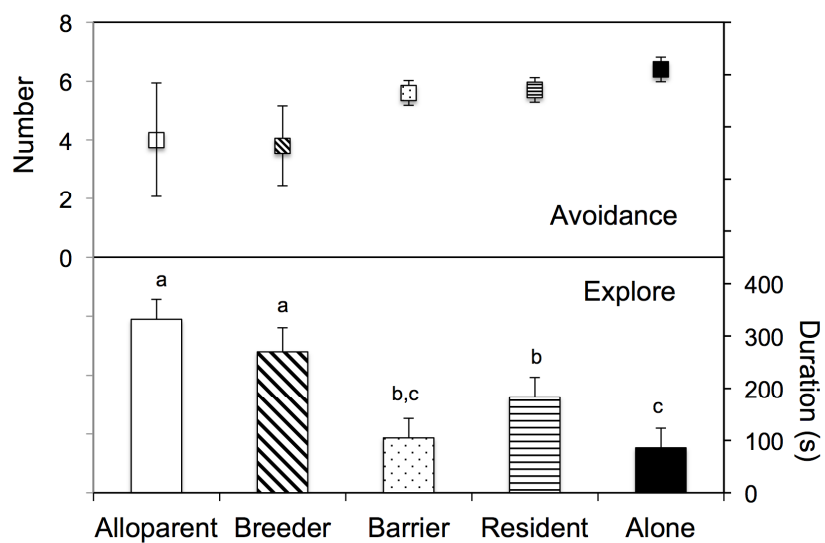 8
6
4
2
0
Number
Avoidance
Explore
a
a
b,c
b
c
400
300
200
100
0
Duration (s)
Alloparent Breeder Barrier Resident Alone